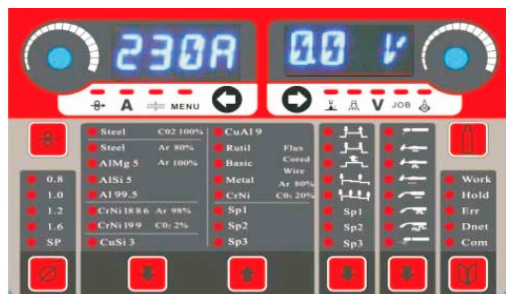 230A 0.0 V
A MENU V JOB
Steel CO2 100%
Steel Ar 80%
AlMg 5 Ar 100%
AlSi 5
Al 99.5
CrNi 18 8 6 Ar 98%
CrNi 19 9 CO2 2%
CuSi 3
CuAl 9
Rutil Flux
Basic Cored
Wire
Metal Ar 80%
CrNi CO2 20%
Sp1
Sp2
Sp3
0.8
1.0
1.2
1.6
SP
Sp1
Sp2
Sp3
Work
Hold
Err
Dnet
Com